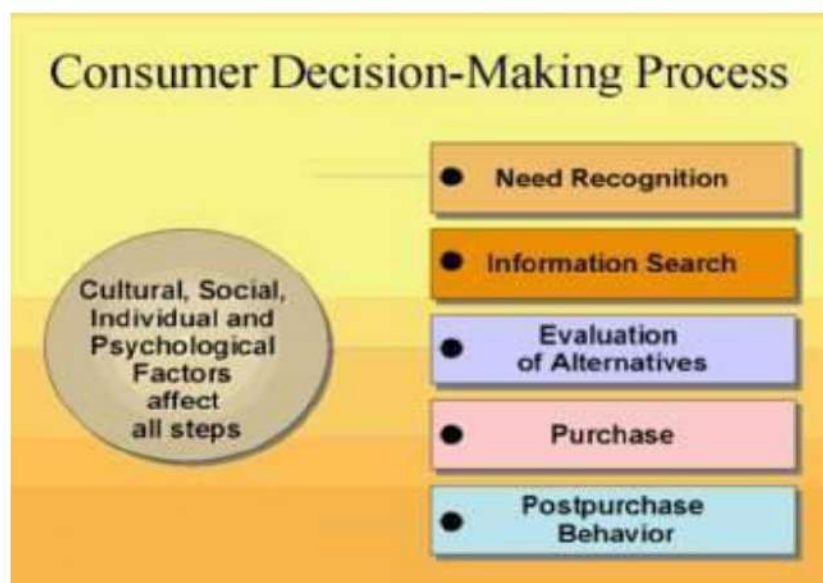 Consumer Decision-Making Process
Need Recognition
Information Search
Cultural, Social,
Individual and
Psychological
Factors
affect
all steps
Evaluation
of Alternatives
Purchase
Postpurchase
Behavior